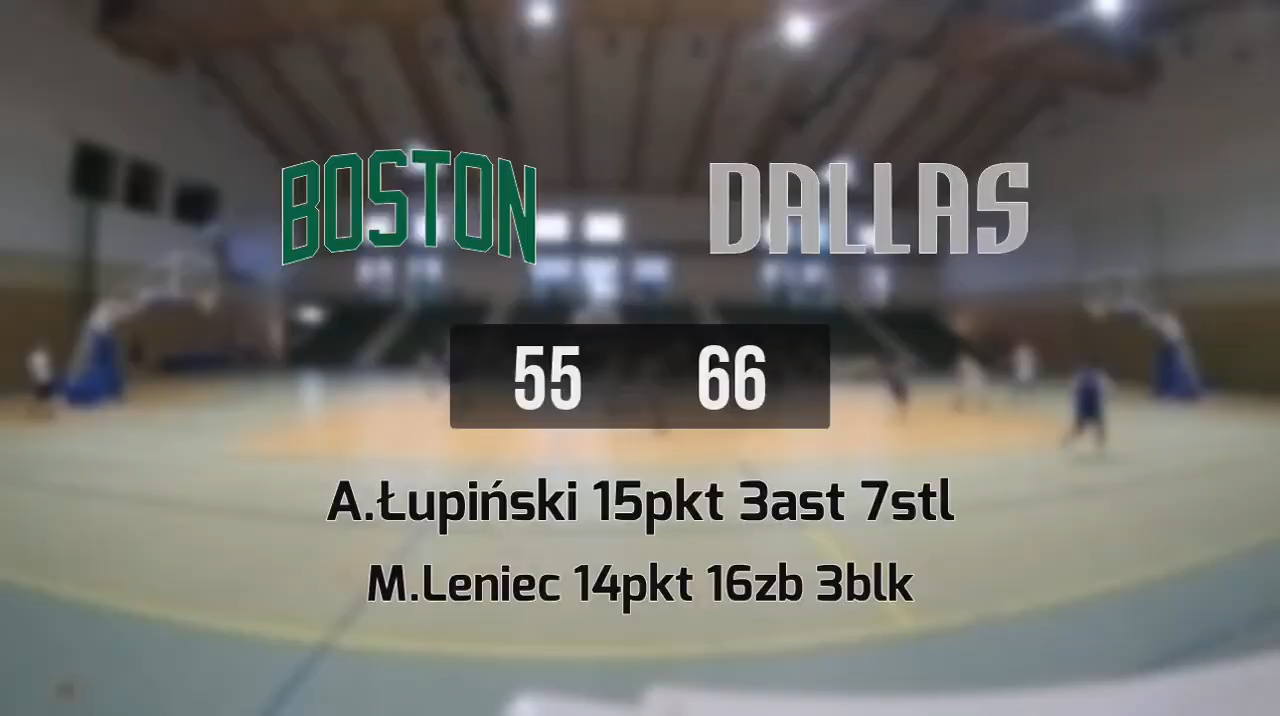 BOSTON DALLAS
55 66
A.Łupiński 15pkt 3ast 7stl
M.Leniec 14pkt 16zb 3blk